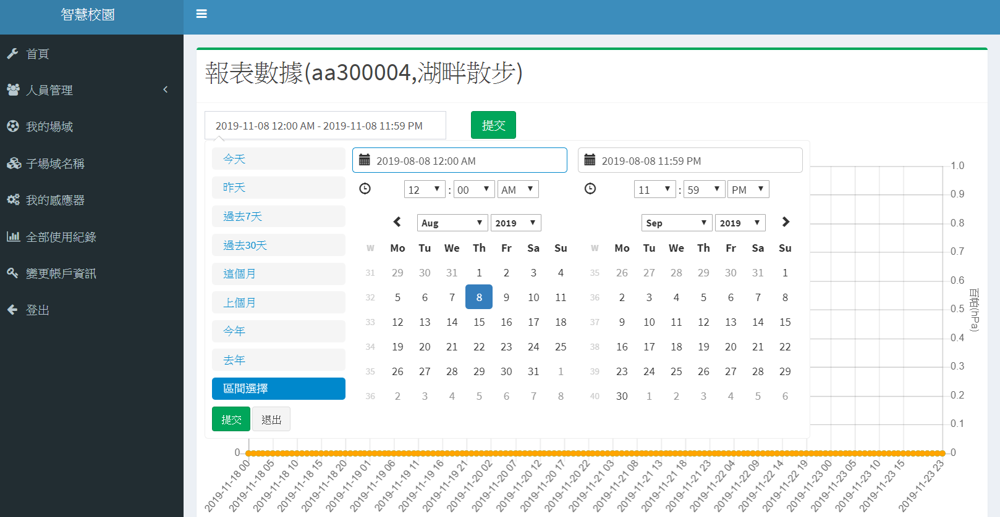 智慧校園
首頁
人員管理
我的場域
子場域名稱
我的感應器
全部使用紀錄
變更帳戶資訊
登出
報表數據(aa300004,湖畔散步)
2019-11-08 12:00 AM - 2019-11-08 11:59 PM
提交
今天
昨天
過去7天
過去30天
這個月
上個月
今年
去年
區間選擇
提交 退出
2019-08-08 12:00 AM
12 : 00 AM
Aug 2019
W Mo Tu We Th Fr Sa Su
31 29 30 31 1 2 3 4
32 5 6 7 8 9 10 11
33 12 13 14 15 16 17 18
34 19 20 21 22 23 24 25
35 26 27 28 29 30 31 1
36 2 3 4 5 6 7 8
2019-08-08 11:59 PM
11 : 59 PM
Sep 2019
W Mo Tu We Th Fr Sa Su
35 26 27 28 29 30 31 1
36 2 3 4 5 6 7 8
37 9 10 11 12 13 14 15
38 16 17 18 19 20 21 22
39 23 24 25 26 27 28 29
40 30 1 2 3 4 5 6
1.0
0.9
0.8
0.7
0.6
0.5
0.4
0.3
0.2
0.1
0
百帕(hPa)
0
2019-11-18 00
2019-11-18 05
2019-11-18 10
2019-11-18 15
2019-11-18 20
2019-11-19 01
2019-11-19 06
2019-11-19 11
2019-11-19 16
2019-11-19 21
2019-11-20 02
2019-11-20 07
2019-11-20 12
2019-11-20 17
2019-11-20 22
2019-11-21 03
2019-11-21 08
2019-11-21 13
2019-11-21 18
2019-11-21 23
2019-11-22 04
2019-11-22 09
2019-11-22 14
2019-11-22 19
2019-11-23 00
2019-11-23 05
2019-11-23 10
2019-11-23 15
2019-11-23 23